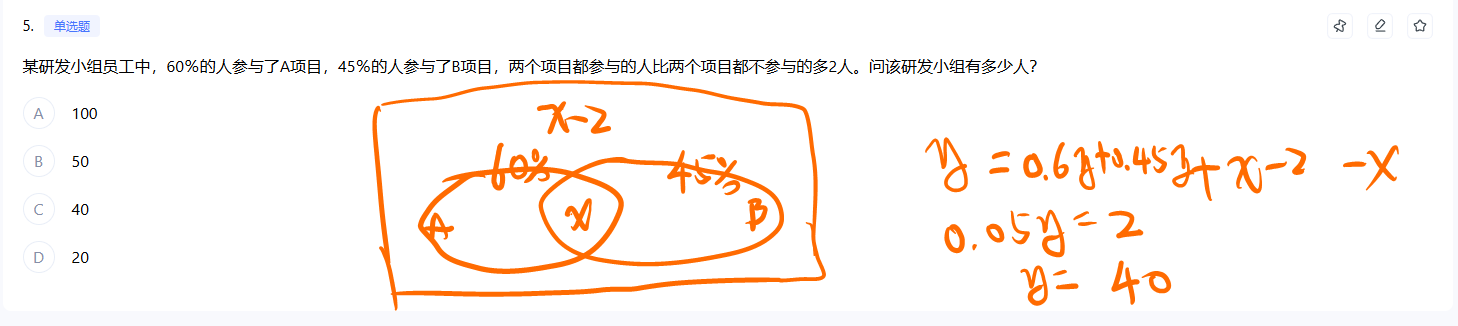 5. 单选题
某研发小组员工中，60%的人参与了A项目，45%的人参与了B项目，两个项目都参与的人比两个项目都不参与的多2人。问该研发小组有多少人？
A 100
B 50
C 40
D 20
x-2
60% 45%
A x B
y=0.6y+0.45y+x-2 -x
0.05y=2
y=40